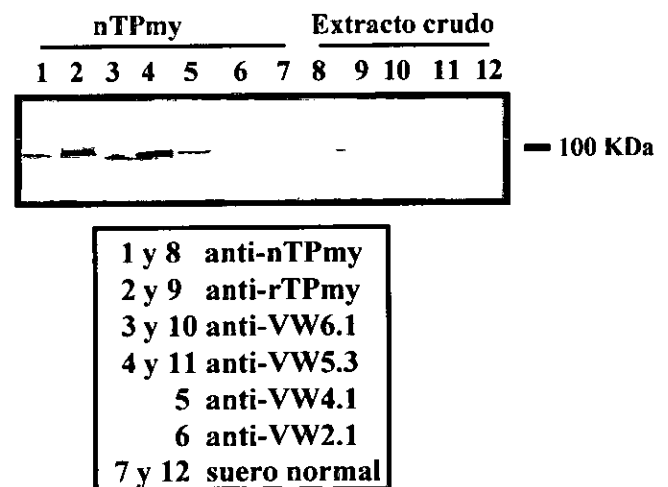 nTPmy Extracto crudo
1 2 3 4 5 6 7 8 9 10 11 12
100 KDa
1 y 8 anti-nTPmy
2 y 9 anti-rTPmy
3 y 10 anti-VW6.1
4 y 11 anti-VW5.3
5 anti-VW4.1
6 anti-VW2.1
7 y 12 suero normal